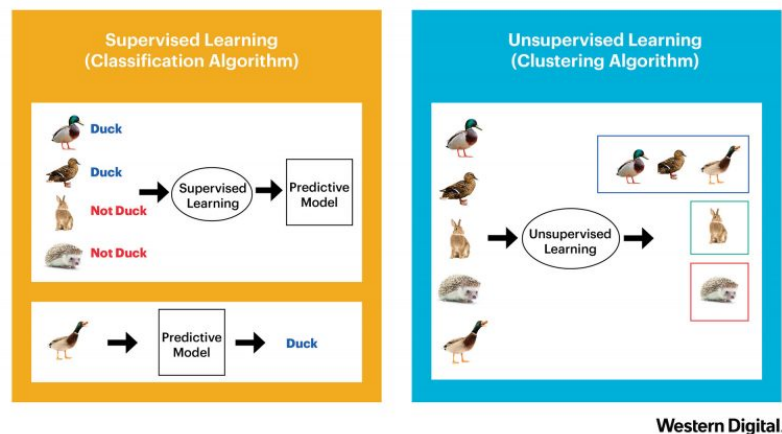 Supervised Learning
(Classification Algorithm)
Duck
Duck
Not Duck
Not Duck
Supervised
Learning
Predictive
Model
Predictive
Model
Duck
Unsupervised Learning
(Clustering Algorithm)
Unsupervised
Learning
Western Digital